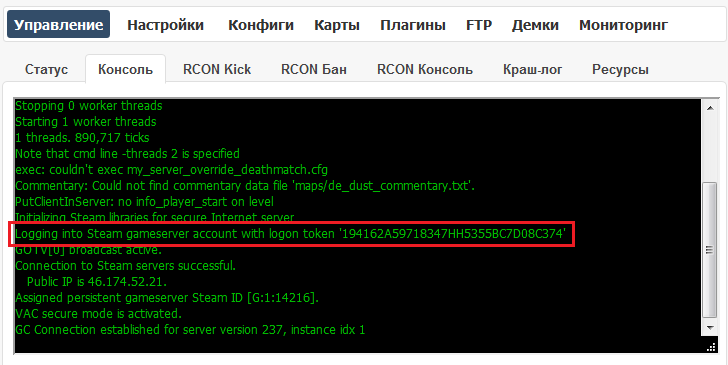 Управление Настройки Конфиги Карты Плагины FTP Демки Мониторинг
Статус Консоль RCON Kick RCON Бан RCON Консоль Краш-лог Ресурсы
Stopping 0 worker threads
Starting 1 worker threads
1 threads. 890,717 ticks
Note that cmd line -threads 2 is specified
exec: couldn't exec my_server_override_deathmatch.cfg
Commentary: Could not find commentary data file 'maps/de_dust_commentary.txt'.
PutClientInServer: no info_player_start on level
Initializing Steam libraries for secure Internet server
Logging into Steam gameserver account with logon token '194162A59718347HH5355BC7D08C374'
GOTV[0] broadcast active.
Connection to Steam servers successful.
Public IP is 46.174.52.21.
Assigned persistent gameserver Steam ID [G:1:14216].
VAC secure mode is activated.
GC Connection established for server version 237, instance idx 1